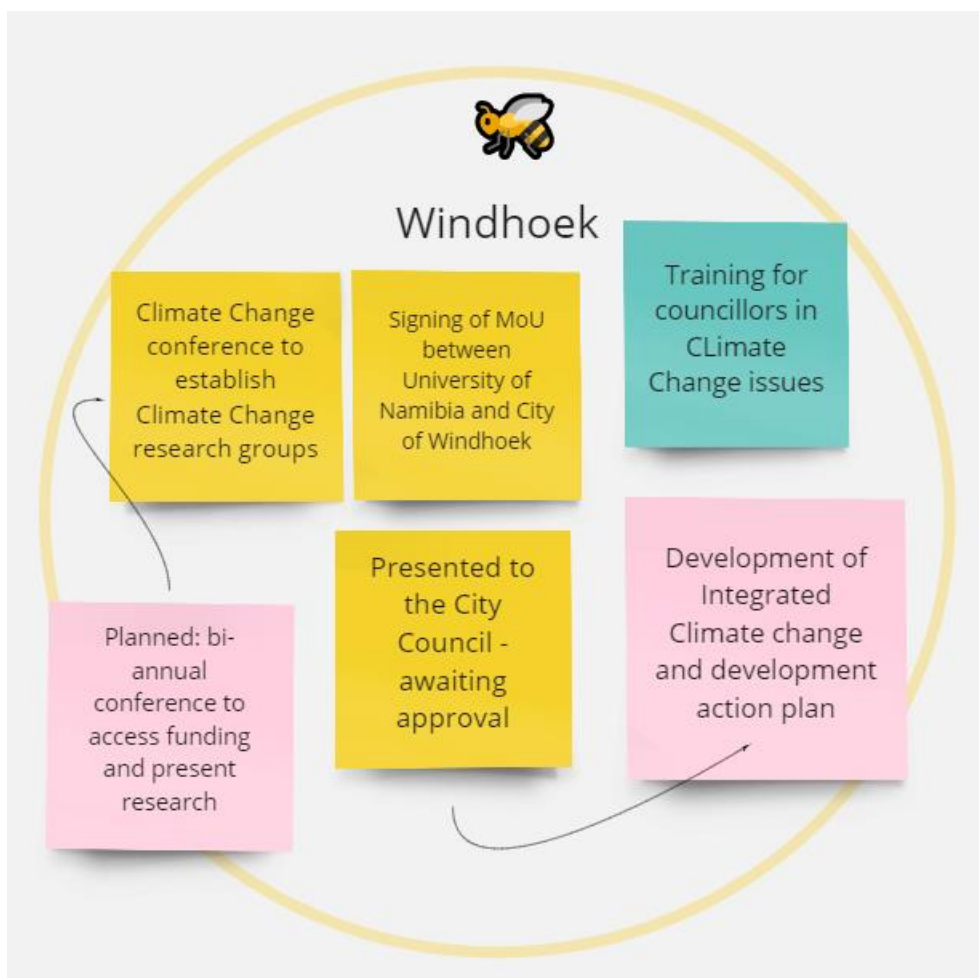 Windhoek
Climate Change
conference to
establish
Climate Change
research groups
Signing of MoU
between
University of
Namibia and City
of Windhoek
Training for
councillors in
CLimate
Change issues
Planned: bi-
annual
conference to
access funding
and present
research
Presented to
the City
Council -
awaiting
approval
Development of
Integrated
Climate change
and development
action plan